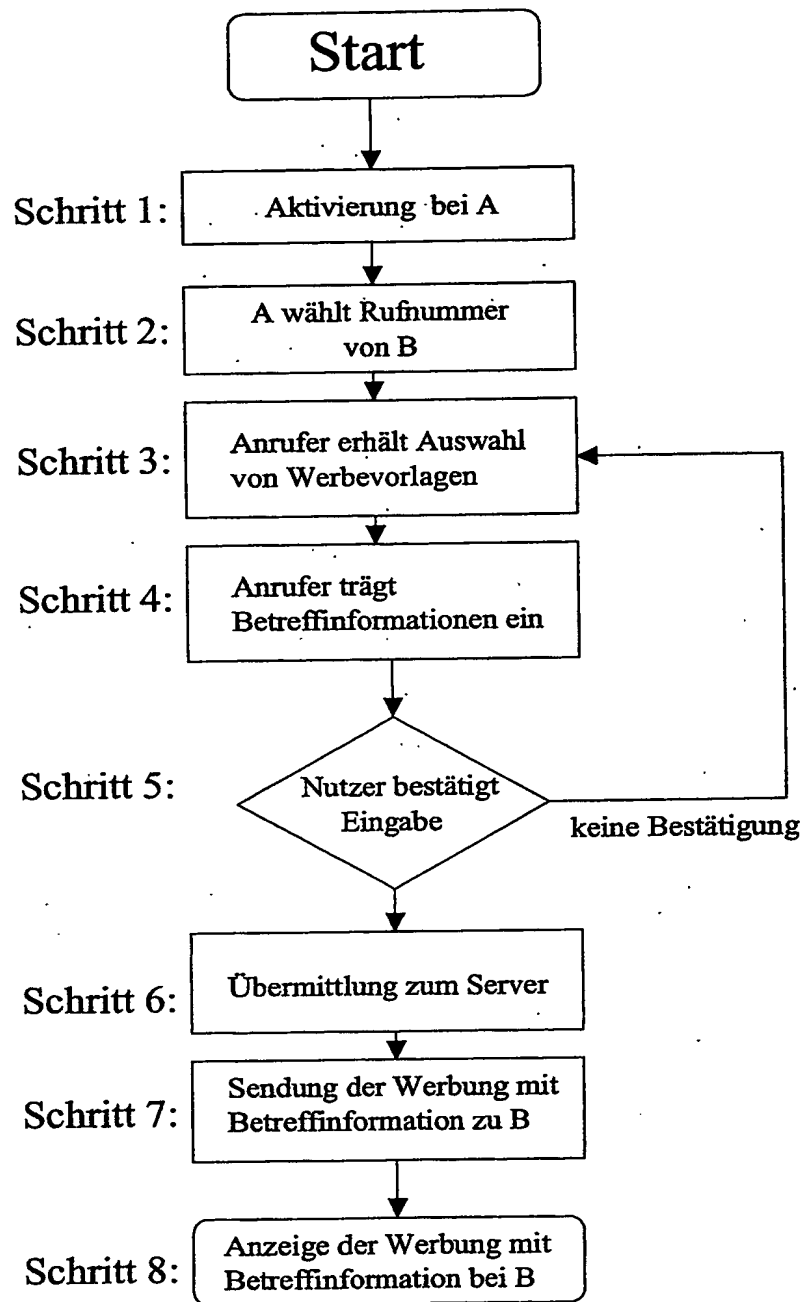 Start
Schritt 1:
Aktivierung bei A
Schritt 2:
A wählt Rufnummer
von B
Schritt 3:
Anrufer erhält Auswahl
von Werbevorlagen
Schritt 4:
Anrufer trägt
Betreffinformationen ein
Schritt 5:
Nutzer bestätigt
Eingabe
keine Bestätigung
Schritt 6:
Übermittlung zum Server
Schritt 7:
Sendung der Werbung mit
Betreffinformation zu B
Schritt 8:
Anzeige der Werbung mit
Betreffinformation bei B